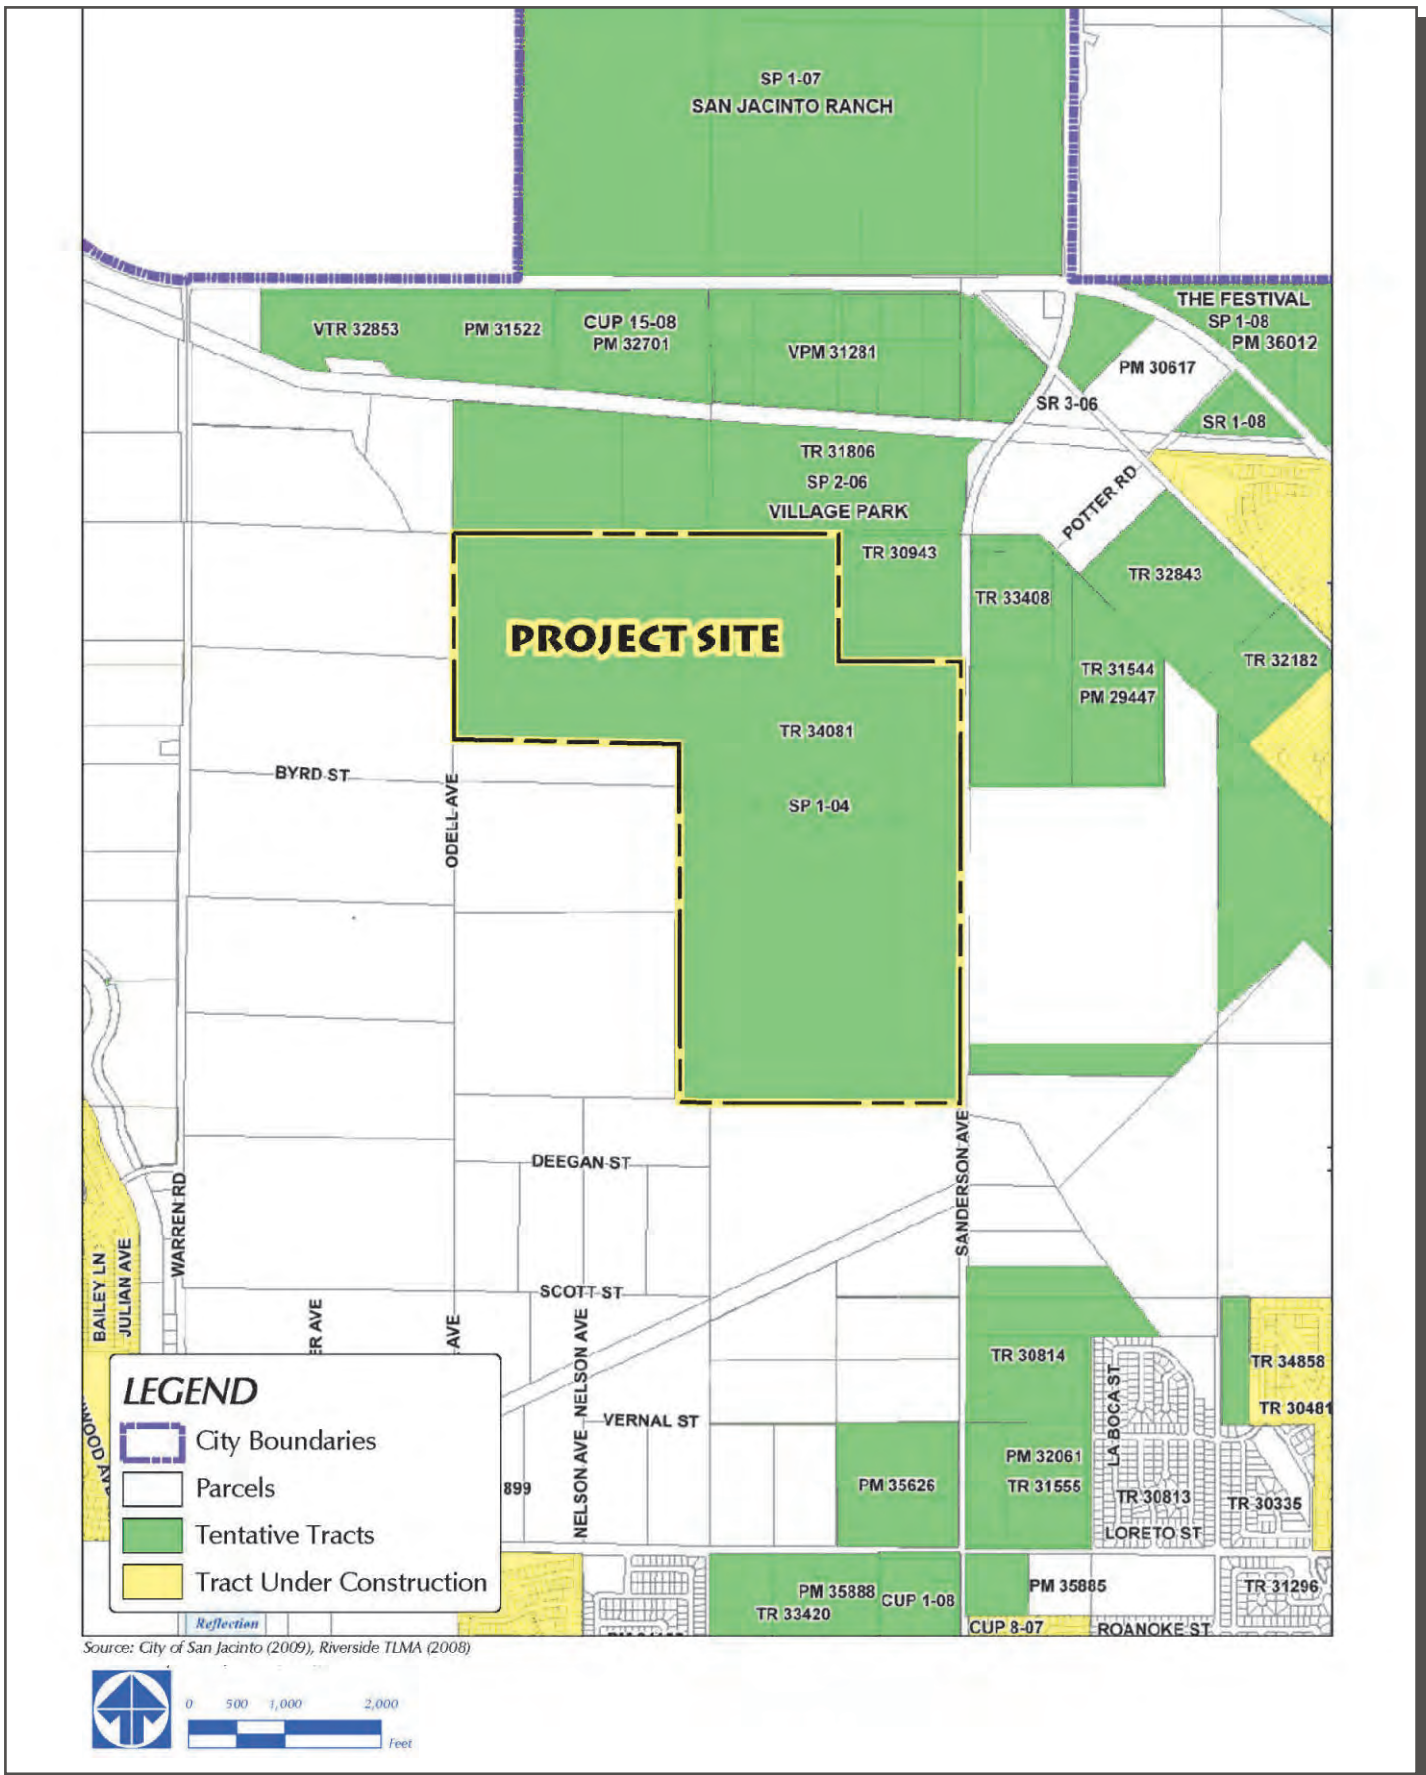 SP 1-07
SAN JACINTO RANCH
THE FESTIVAL
SP 1-08
PM 36012
VTR 32853
PM 31522
CUP 15-08
PM 32701
VPM 31281
PM 30617
SR 3-06
SR 1-08
TR 31806
SP 2-06
VILLAGE PARK
POTTER RD
TR 30943
TR 33408
TR 32843
PROJECT SITE
TR 31544
PM 29447
TR 32182
TR 34081
SP 1-04
BYRD ST
ODELL AVE
DEEGAN ST
WARREN RD
SANDERSON AVE
BAILEY LN
JULIAN AVE
SCOTT ST
ER AVE
AVE
NELSON AVE
NELSON AVE
VERNAL ST
TR 30814
LA BOCA ST
TR 34858
TR 30481
PM 32061
TR 31555
PM 35626
899
TR 30813
TR 30335
LORETO ST
LEGEND
City Boundaries
Parcels
Tentative Tracts
Tract Under Construction
PM 35888
TR 33420
CUP 1-08
PM 35885
TR 31296
CUP 8-07
ROANOKE ST
Reflection
Source: City of San Jacinto (2009), Riverside TLMA (2008)
0 500 1,000 2,000
Feet